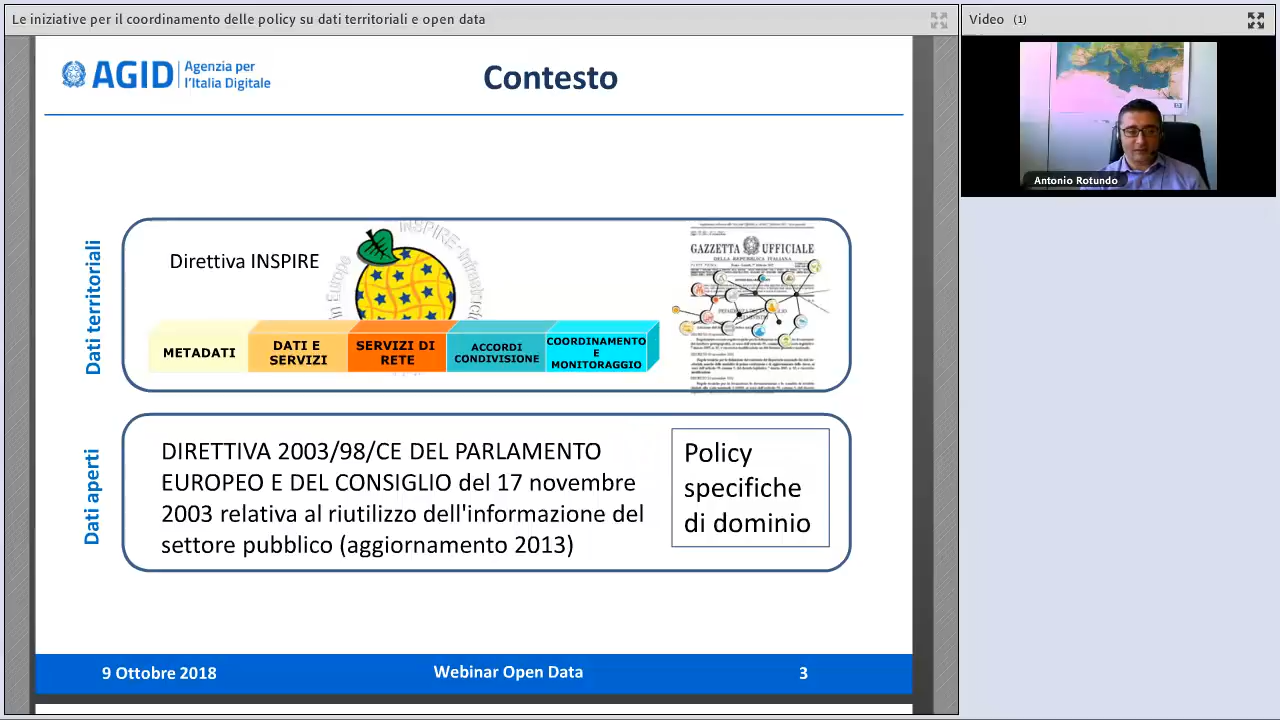 Le iniziative per il coordinamento delle policy su dati territoriali e open data
Video (1)
AGID
Agenzia per
l'Italia Digitale
Contesto
Antonio Rotundo
Dati territoriali
Direttiva INSPIRE
METADATI
DATI E
SERVIZI
SERVIZI DI
RETE
ACCORDI
CONDIVISIONE
COORDINAMENTO
E
MONITORAGGIO
GAZZETTA UFFICIALE
DELLA REPUBBLICA ITALIANA
Dati aperti
DIRETTIVA 2003/98/CE DEL PARLAMENTO
EUROPEO E DEL CONSIGLIO del 17 novembre
2003 relativa al riutilizzo dell'informazione del
settore pubblico (aggiornamento 2013)
Policy
specifiche
di dominio
9 Ottobre 2018
Webinar Open Data
3